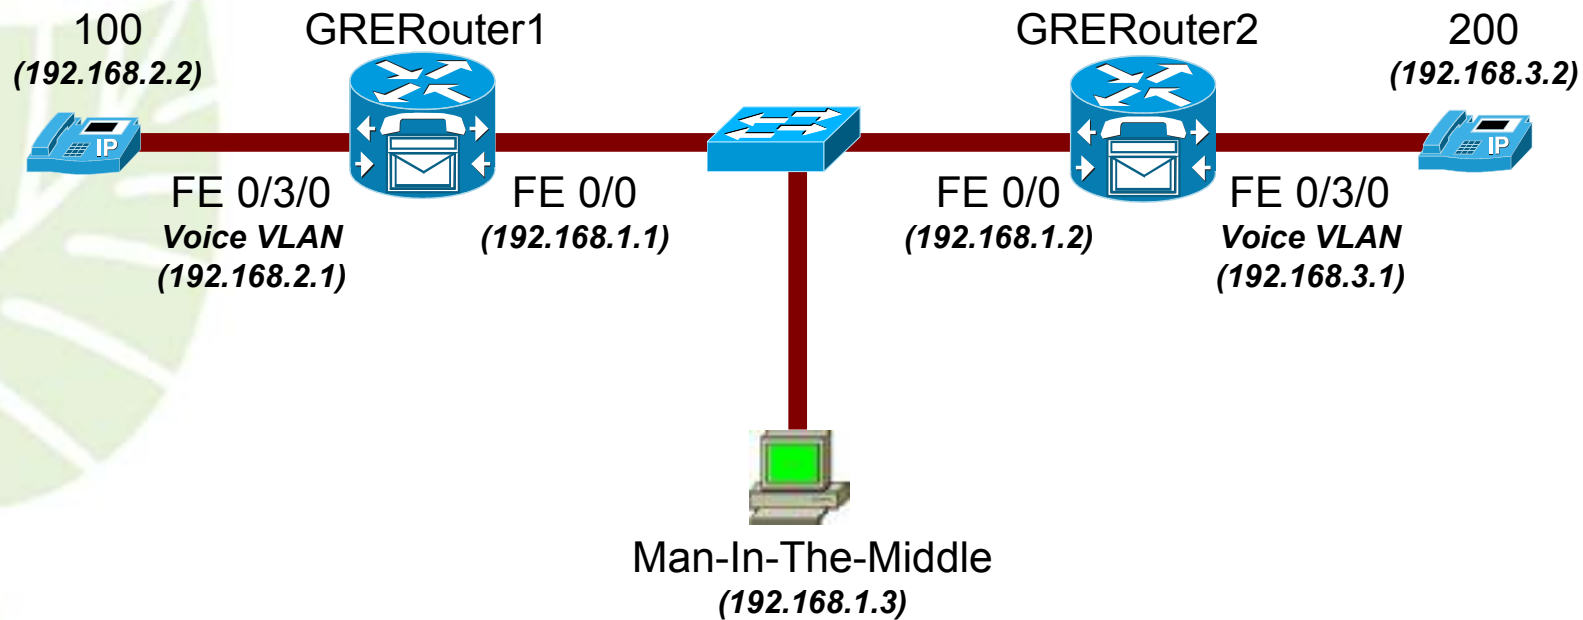 100
(192.168.2.2)
GRERouter1
GRERouter2
200
(192.168.3.2)
IP
IP
FE 0/3/0
Voice VLAN
(192.168.2.1)
FE 0/0
(192.168.1.1)
FE 0/0
(192.168.1.2)
FE 0/3/0
Voice VLAN
(192.168.3.1)
Man-In-The-Middle
(192.168.1.3)